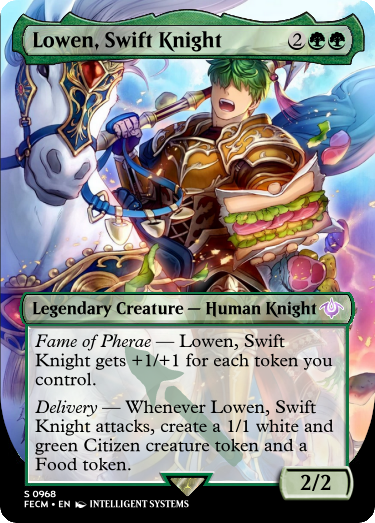 Lowen, Swift Knight 2
Legendary Creature — Human Knight
Fame of Pherae — Lowen, Swift
Knight gets +1/+1 for each token you
control.
Delivery — Whenever Lowen, Swift
Knight attacks, create a 1/1 white and
green Citizen creature token and a
Food token.
2/2
S 0968
FECM • EN INTELLIGENT SYSTEMS